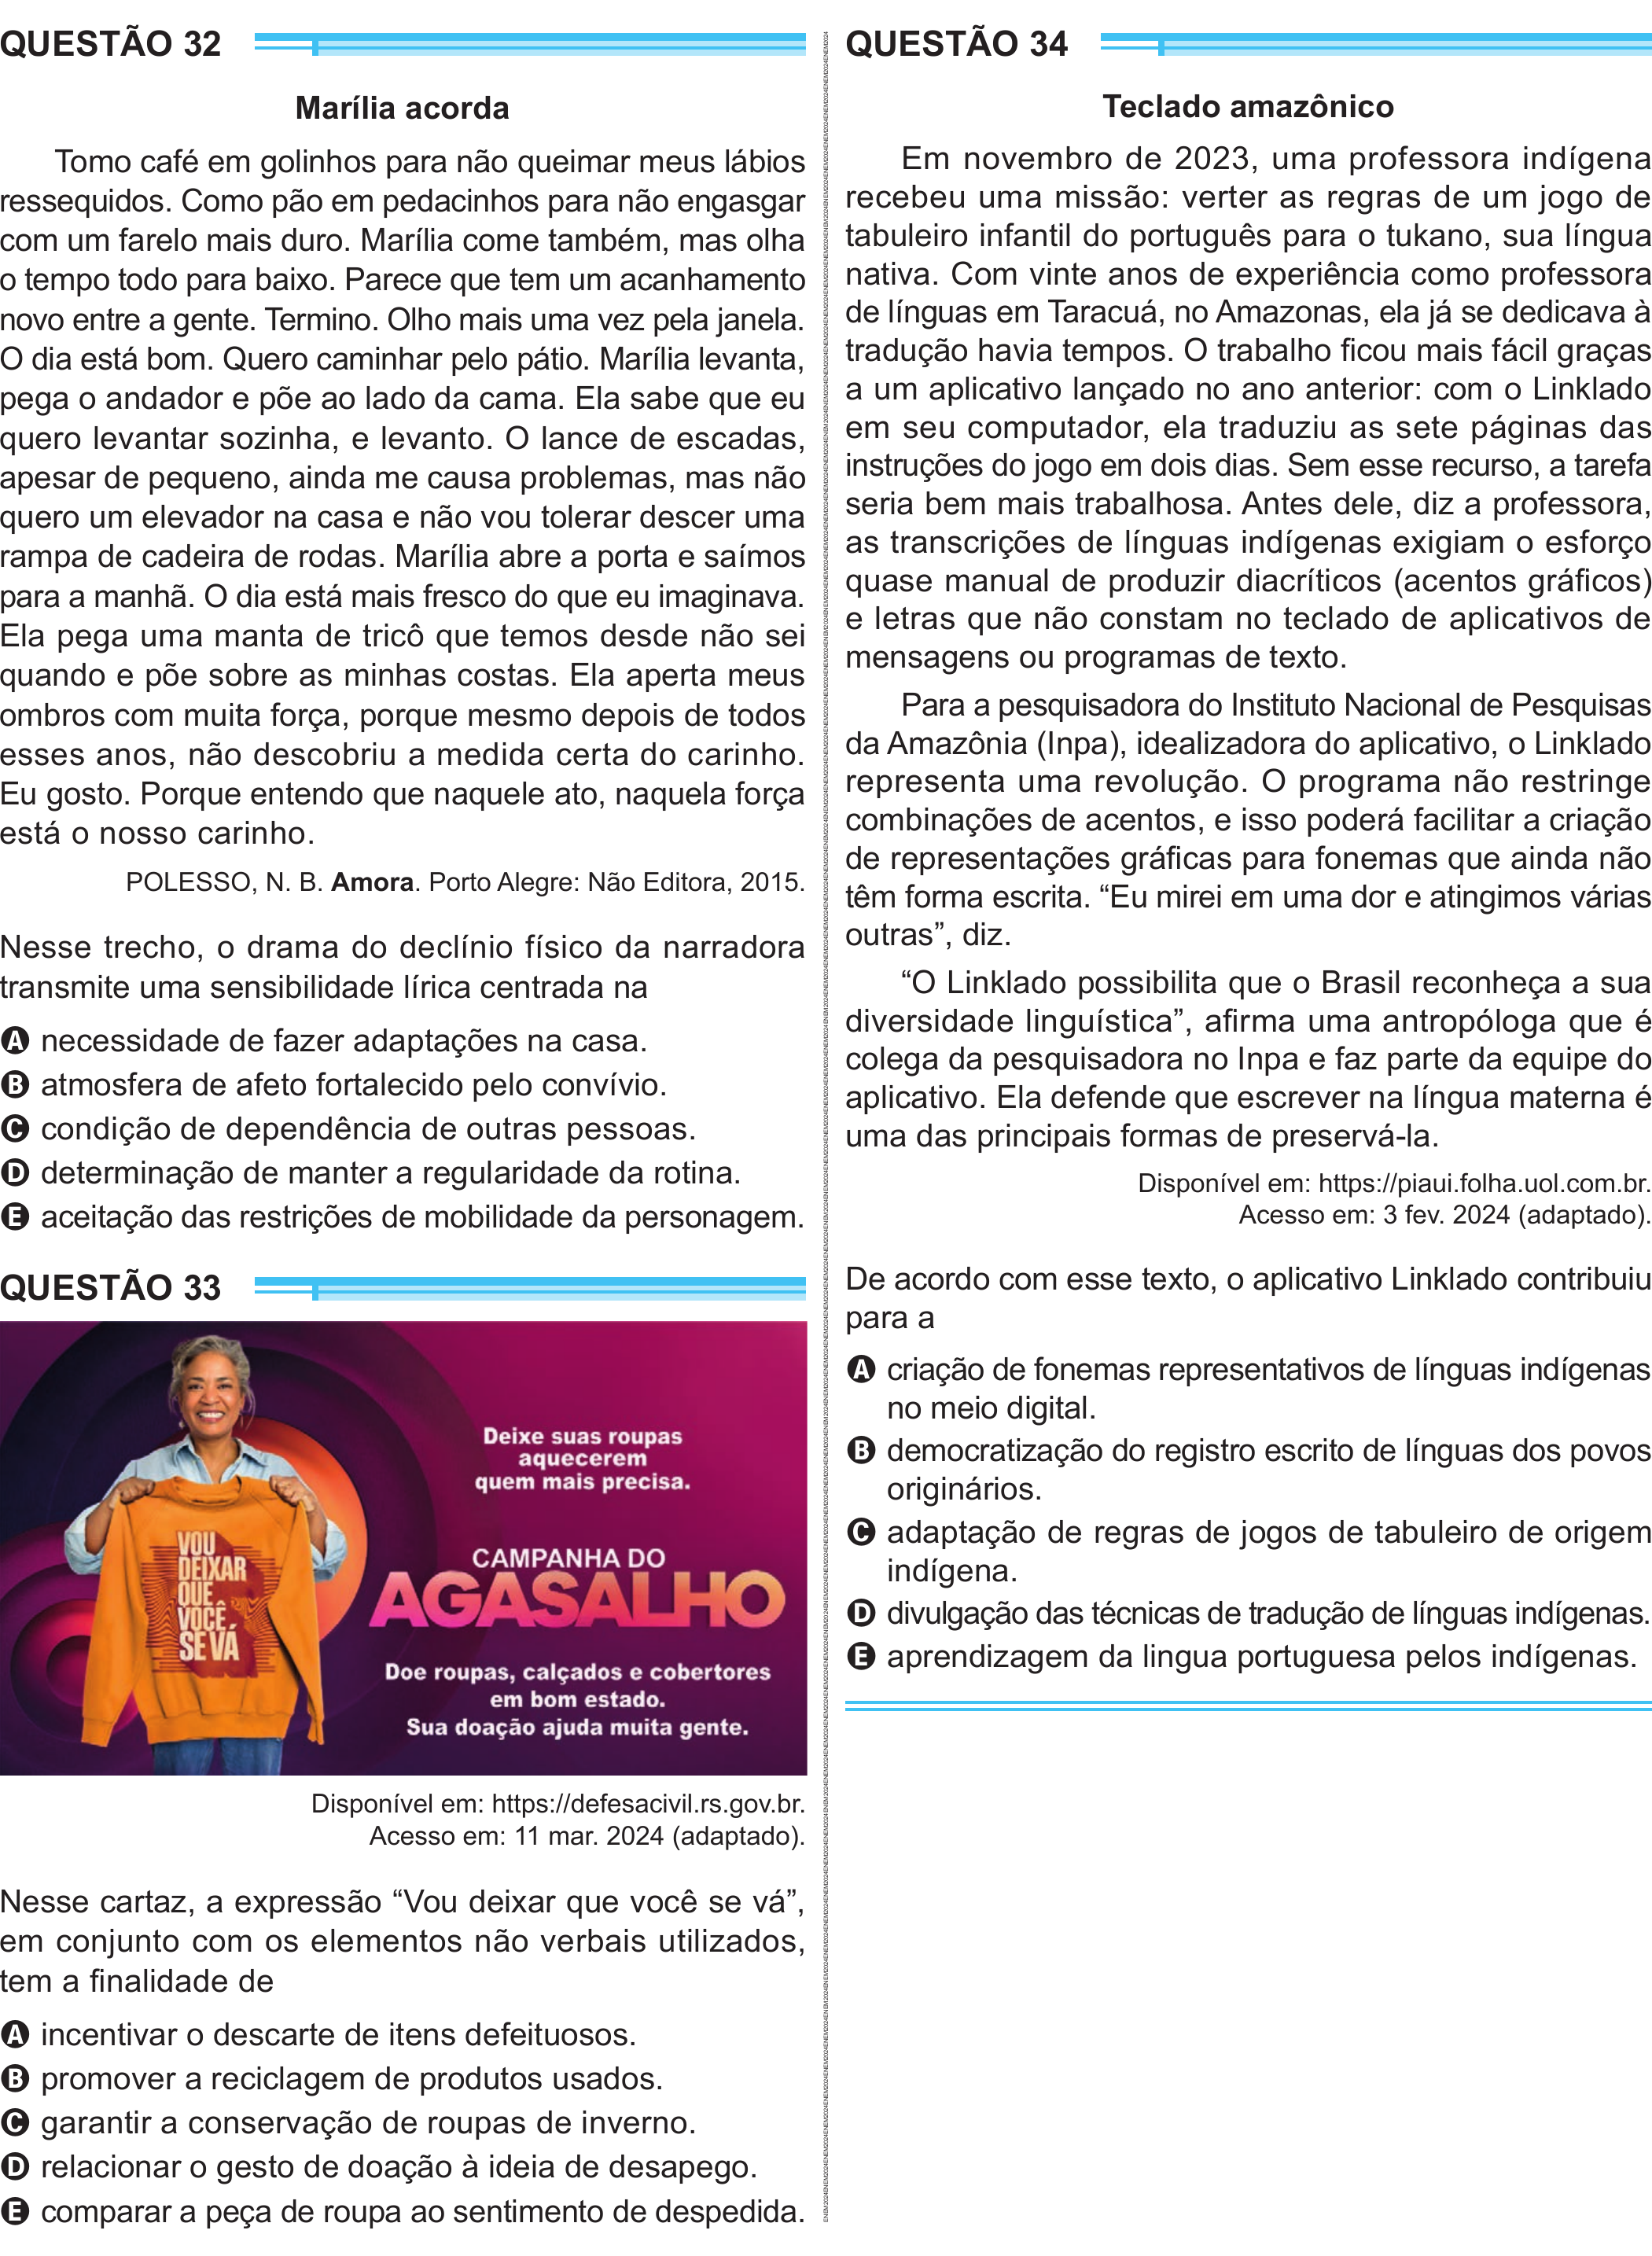 QUESTÃO 32
Marília acorda
Tomo café em golinhos para não queimar meus lábios
ressequidos. Como pão em pedacinhos para não engasgar
com um farelo mais duro. Marília come também, mas olha
o tempo todo para baixo. Parece que tem um acanhamento
novo entre a gente. Termino. Olho mais uma vez pela janela.
O dia está bom. Quero caminhar pelo pátio. Marília levanta,
pega o andador e põe ao lado da cama. Ela sabe que eu
quero levantar sozinha, e levanto. O lance de escadas,
apesar de pequeno, ainda me causa problemas, mas não
quero um elevador na casa e não vou tolerar descer uma
rampa de cadeira de rodas. Marília abre a porta e saímos
para a manhã. O dia está mais fresco do que eu imaginava.
Ela pega uma manta de tricô que temos desde não sei
quando e põe sobre as minhas costas. Ela aperta meus
ombros com muita força, porque mesmo depois de todos
esses anos, não descobriu a medida certa do carinho.
Eu gosto. Porque entendo que naquele ato, naquela força
está o nosso carinho.
POLESSO, N. B. Amora. Porto Alegre: Não Editora, 2015.
Nesse trecho, o drama do declínio físico da narradora
transmite uma sensibilidade lírica centrada na
A necessidade de fazer adaptações na casa.
B atmosfera de afeto fortalecido pelo convívio.
C condição de dependência de outras pessoas.
D determinação de manter a regularidade da rotina.
E aceitação das restrições de mobilidade da personagem.
QUESTÃO 33
VOU
DEIXAR
QUE
VOCÊ
SE VÁ
Deixe suas roupas
aquecerem
quem mais precisa.
CAMPANHA DO
AGASALHO
Doe roupas, calçados e cobertores
em bom estado.
Sua doação ajuda muita gente.
Disponível em: https://defesacivil.rs.gov.br.
Acesso em: 11 mar. 2024 (adaptado).
Nesse cartaz, a expressão “Vou deixar que você se vá”,
em conjunto com os elementos não verbais utilizados,
tem a finalidade de
A incentivar o descarte de itens defeituosos.
B promover a reciclagem de produtos usados.
C garantir a conservação de roupas de inverno.
D relacionar o gesto de doação à ideia de desapego.
E comparar a peça de roupa ao sentimento de despedida.
QUESTÃO 34
Teclado amazônico
Em novembro de 2023, uma professora indígena
recebeu uma missão: verter as regras de um jogo de
tabuleiro infantil do português para o tukano, sua língua
nativa. Com vinte anos de experiência como professora
de línguas em Taracuá, no Amazonas, ela já se dedicava à
tradução havia tempos. O trabalho ficou mais fácil graças
a um aplicativo lançado no ano anterior: com o Linklado
em seu computador, ela traduziu as sete páginas das
instruções do jogo em dois dias. Sem esse recurso, a tarefa
seria bem mais trabalhosa. Antes dele, diz a professora,
as transcrições de línguas indígenas exigiam o esforço
quase manual de produzir diacríticos (acentos gráficos)
e letras que não constam no teclado de aplicativos de
mensagens ou programas de texto.
Para a pesquisadora do Instituto Nacional de Pesquisas
da Amazônia (Inpa), idealizadora do aplicativo, o Linklado
representa uma revolução. O programa não restringe
combinações de acentos, e isso poderá facilitar a criação
de representações gráficas para fonemas que ainda não
têm forma escrita. “Eu mirei em uma dor e atingimos várias
outras”, diz.
“O Linklado possibilita que o Brasil reconheça a sua
diversidade linguística”, afirma uma antropóloga que é
colega da pesquisadora no Inpa e faz parte da equipe do
aplicativo. Ela defende que escrever na língua materna é
uma das principais formas de preservá-la.
Disponível em: https://piaui.folha.uol.com.br.
Acesso em: 3 fev. 2024 (adaptado).
De acordo com esse texto, o aplicativo Linklado contribuiu
para a
A criação de fonemas representativos de línguas indígenas
no meio digital.
B democratização do registro escrito de línguas dos povos
originários.
C adaptação de regras de jogos de tabuleiro de origem
indígena.
D divulgação das técnicas de tradução de línguas indígenas.
E aprendizagem da lingua portuguesa pelos indígenas.